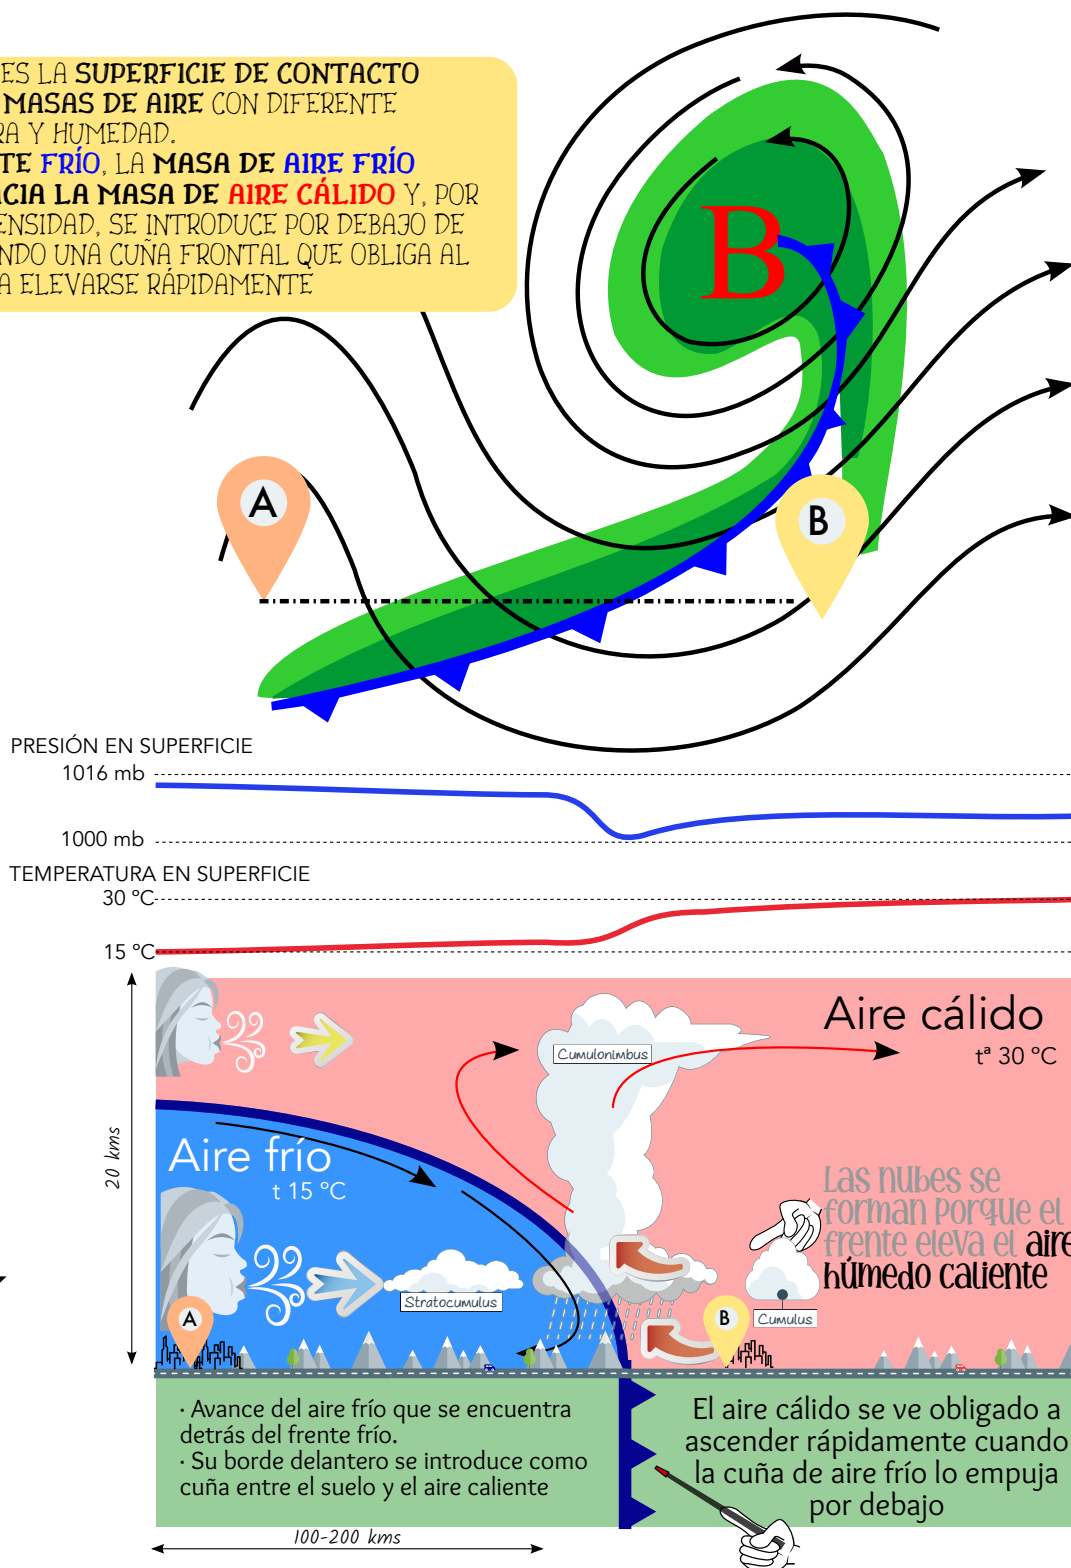 ES LA SUPERFICIE DE CONTACTO
MASAS DE AIRE CON DIFERENTE
RA Y HUMEDAD.
TE FRÍO, LA MASA DE AIRE FRÍO
ACIA LA MASA DE AIRE CÁLIDO Y, POR
ENSIDAD, SE INTRODUCE POR DEBAJO DE
NDO UNA CUÑA FRONTAL QUE OBLIGA AL
A ELEVARSE RÁPIDAMENTE
B
A
B
PRESIÓN EN SUPERFICIE
1016 mb
1000 mb
TEMPERATURA EN SUPERFICIE
30 ºC
15 ºC
Aire cálido
tª 30 ºC
Cumulonimbus
20 kms
Aire frío
t 15 ºC
Las nubes se
forman porque el
frente eleva el aire
húmedo caliente
Stratocumulus
Cumulus
A
B
· Avance del aire frío que se encuentra
detrás del frente frío.
· Su borde delantero se introduce como
cuña entre el suelo y el aire caliente
El aire cálido se ve obligado a
ascender rápidamente cuando
la cuña de aire frío lo empuja
por debajo
100-200 kms